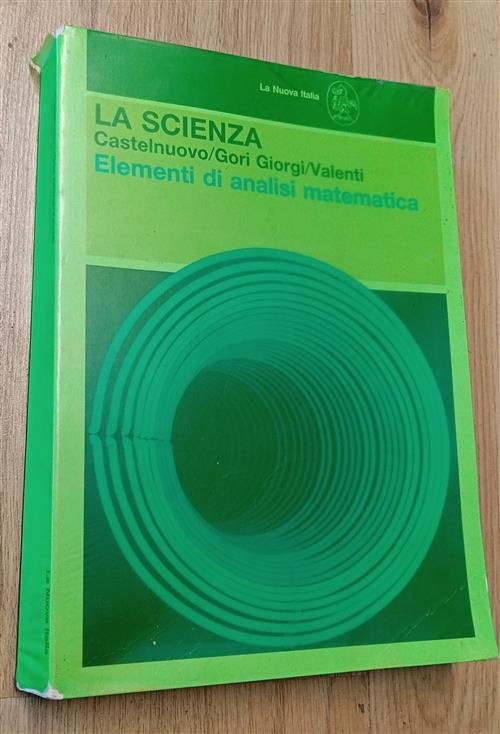 La Nuova Italia
LA SCIENZA
Castelnuovo/Gori Giorgi/Valenti
Elementi di analisi matematica
La Nuova Italia